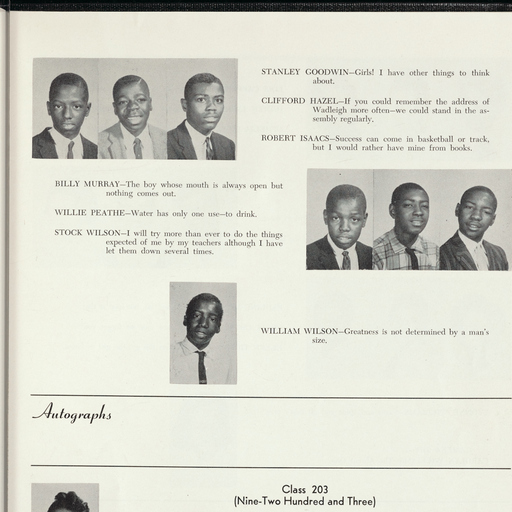 STANLEY GOODWIN—Girls! I have other things to think
about.
CLIFFORD HAZEL—If you could remember the address of
Wadleigh more often—we could stand in the as-
sembly regularly.
ROBERT ISAACS—Success can come in basketball or track,
but I would rather have mine from books.
BILLY MURRAY—The boy whose mouth is always open but
nothing comes out.
WILLIE PEATHE—Water has only one use—to drink.
STOCK WILSON—I will try more than ever to do the things
expected of me by my teachers although I have
let them down several times.
WILLIAM WILSON—Greatness is not determined by a man's
size.
Autographs
Class 203
(Nine-Two Hundred and Three)